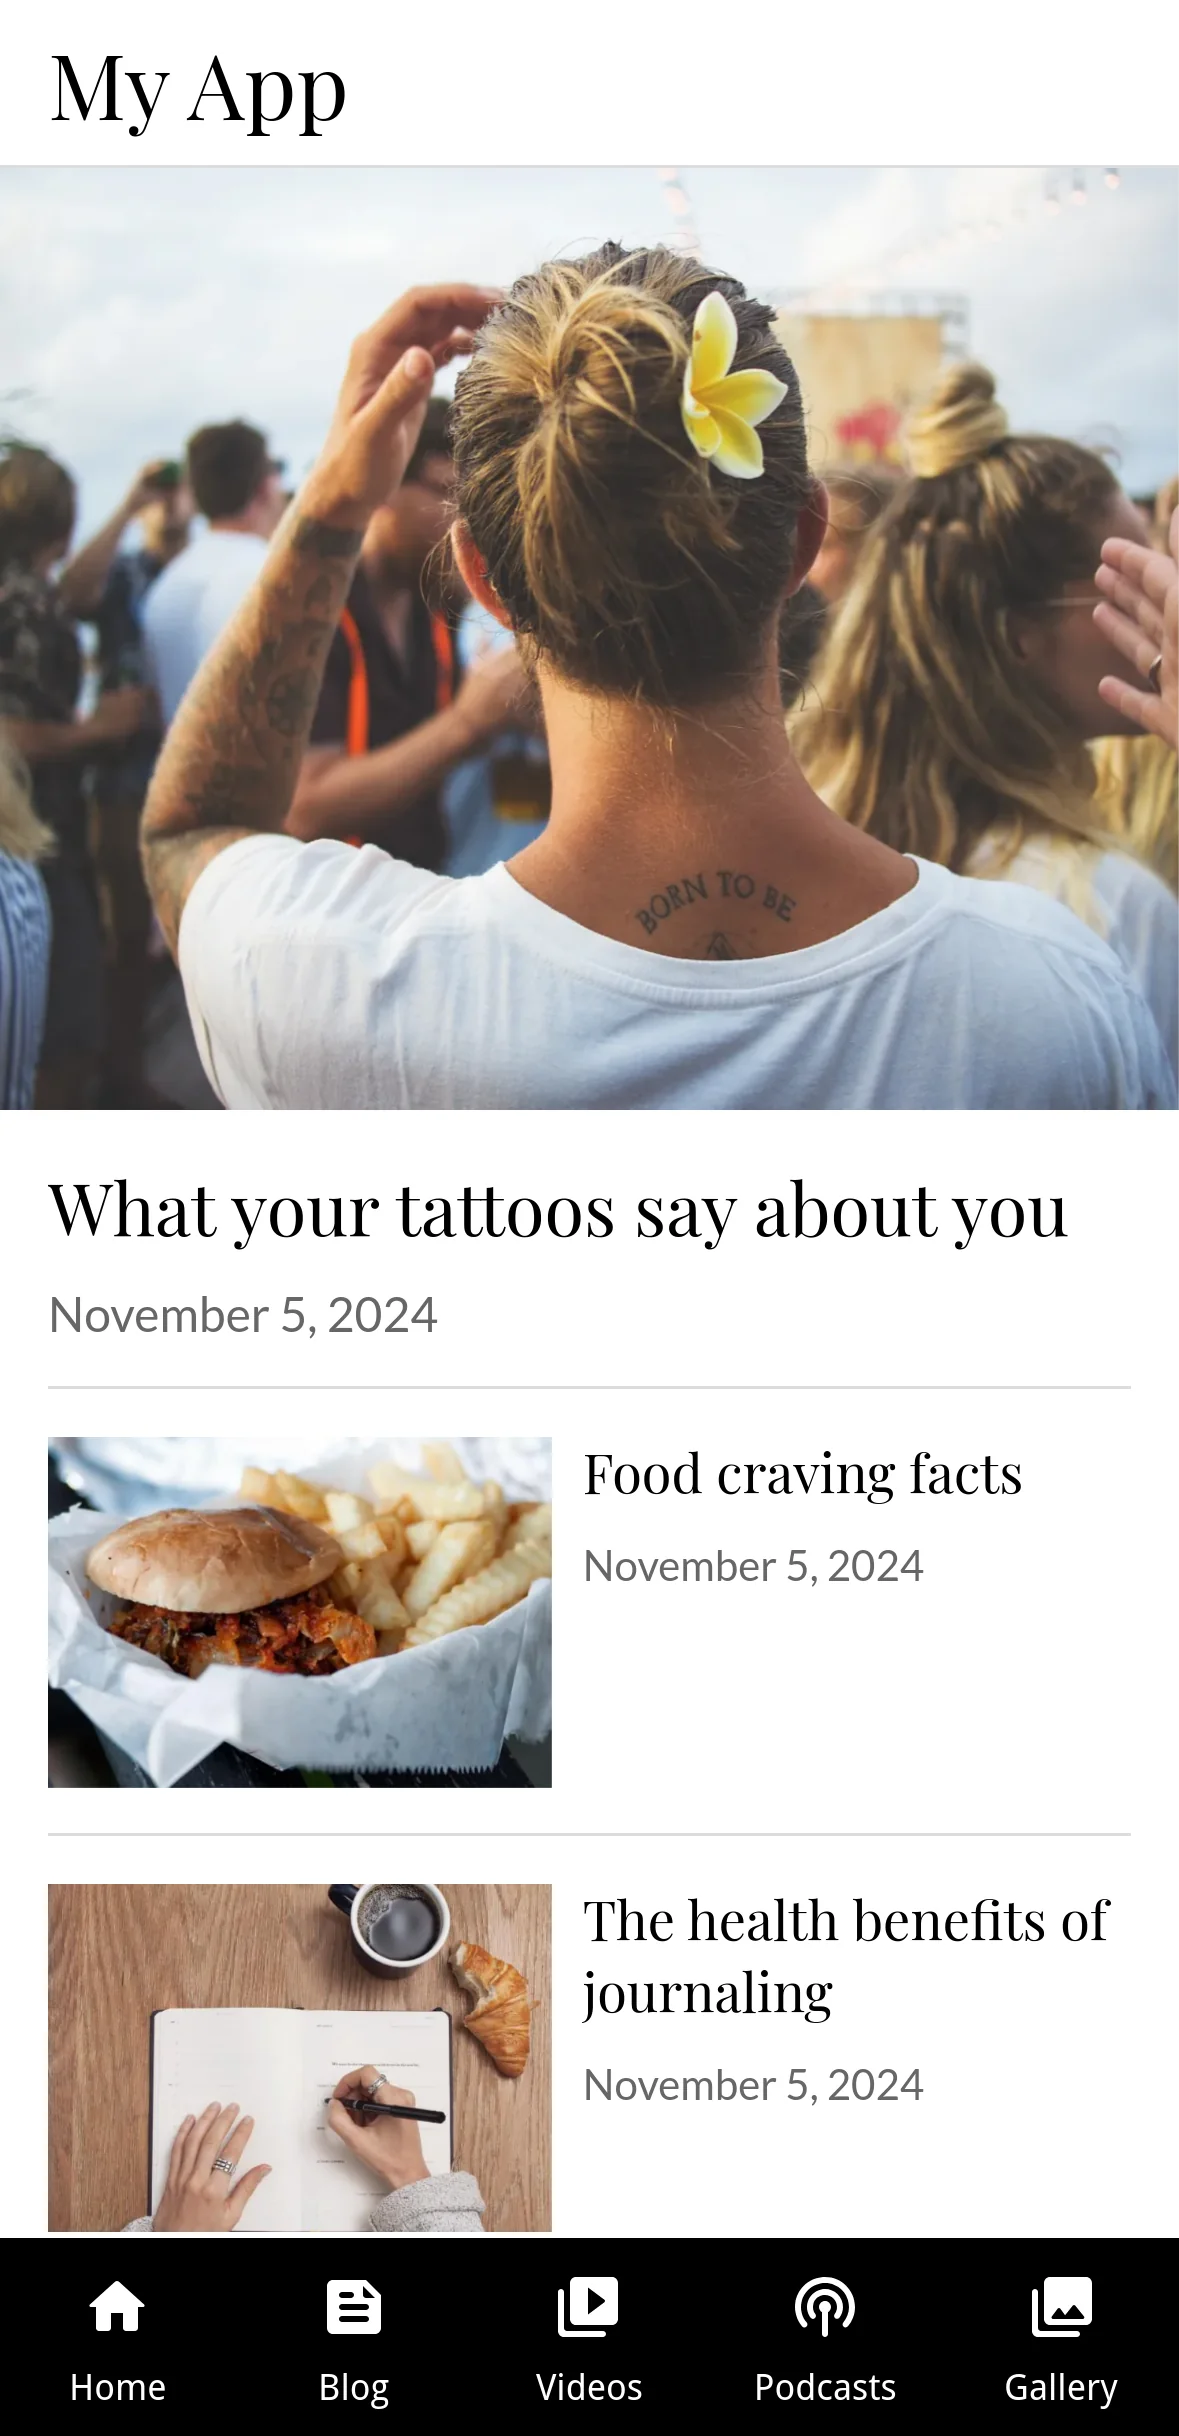 My App
BORN TO BE
What your tattoos say about you
November 5, 2024
Food craving facts
November 5, 2024
The health benefits of
journaling
November 5, 2024
Home
Blog
Videos
Podcasts
Gallery